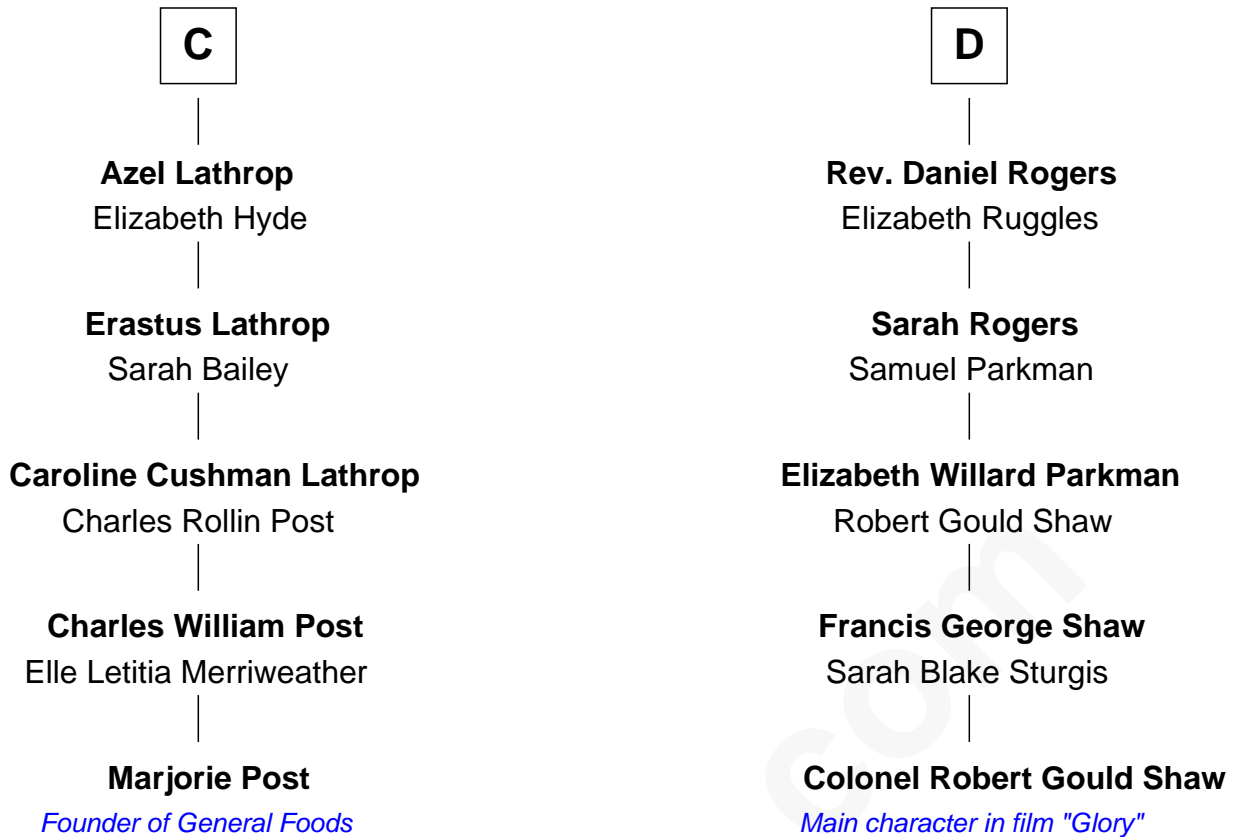 C
Azel Lathrop
Elizabeth Hyde
Erastus Lathrop
Sarah Bailey
Caroline Cushman Lathrop
Charles Rollin Post
Charles William Post
Elle Letitia Merriweather
Marjorie Post
Founder of General Foods
D
Rev. Daniel Rogers
Elizabeth Ruggles
Sarah Rogers
Samuel Parkman
Elizabeth Willard Parkman
Robert Gould Shaw
Francis George Shaw
Sarah Blake Sturgis
Colonel Robert Gould Shaw
Main character in film "Glory"
com